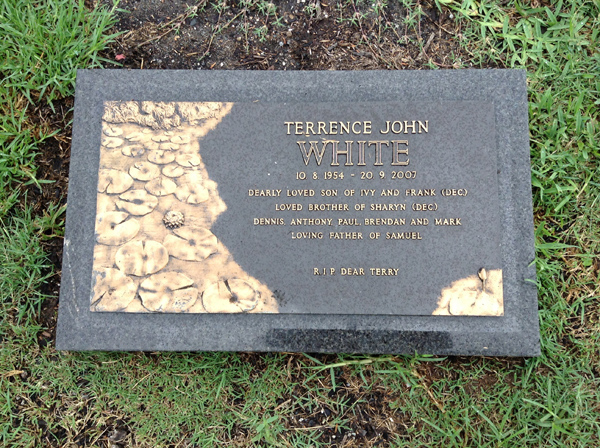 TERRENCE JOHN
WHITE
10. 8. 1954 - 20. 9. 2007
DEARLY LOVED SON OF IVY AND FRANK (DEC.)
LOVED BROTHER OF SHARYN (DEC.)
DENNIS, ANTHONY, PAUL, BRENDAN AND MARK
LOVING FATHER OF SAMUEL
R.I.P. DEAR TERRY